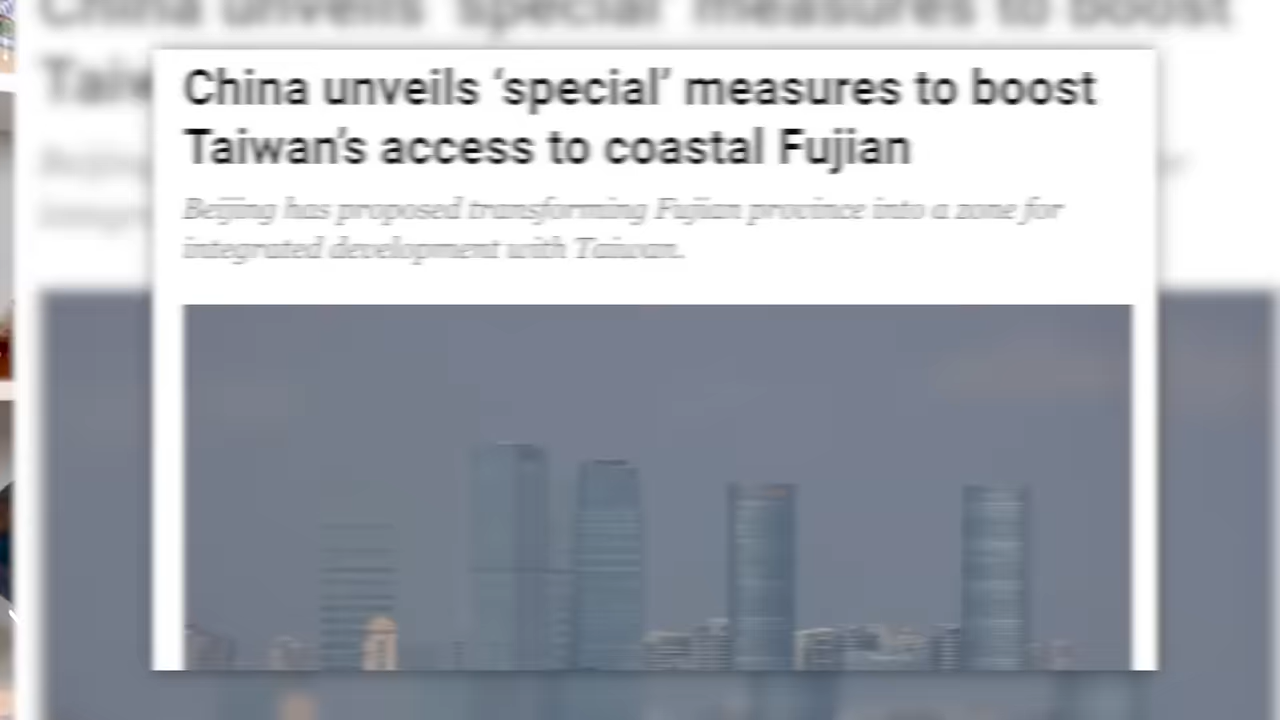 China unveils ‘special’ measures to boost
Taiwan’s access to coastal Fujian
Beijing has proposed transforming Fujian province into a zone for
integrated development with Taiwan.